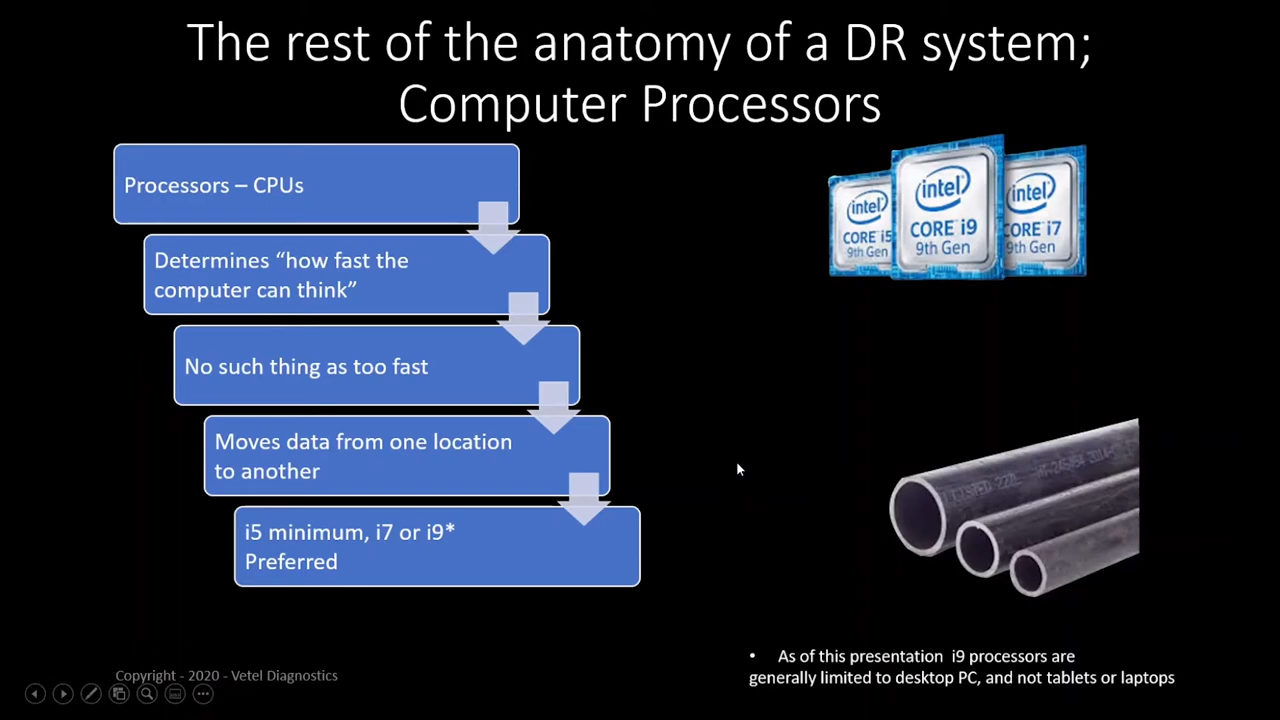 The rest of the anatomy of a DR system;
Computer Processors
Processors – CPUs
Determines “how fast the
computer can think”
No such thing as too fast
Moves data from one location
to another
i5 minimum, i7 or i9*
Preferred
intel
CORE i5
9th Gen
intel
CORE i9
9th Gen
intel
CORE i7
9th Gen
• As of this presentation i9 processors are
generally limited to desktop PC, and not tablets or laptops
Copyright - 2020 - Vetel Diagnostics